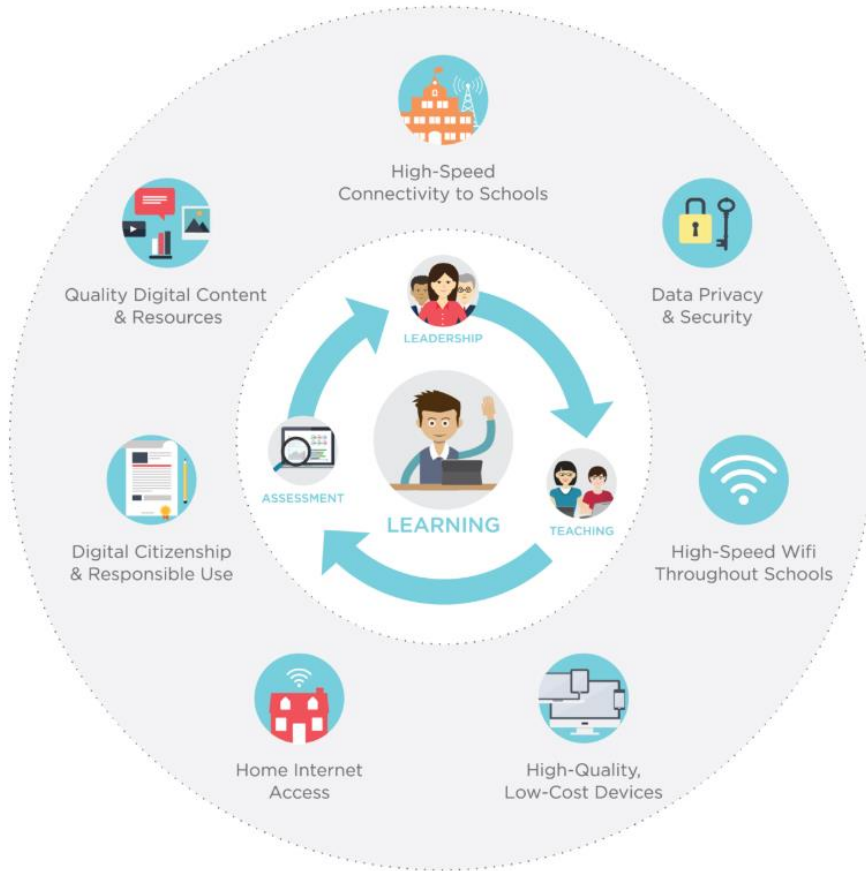 High-Speed
Connectivity to Schools
Quality Digital Content
& Resources
Data Privacy
& Security
LEADERSHIP
ASSESSMENT
LEARNING
TEACHING
Digital Citizenship
& Responsible Use
High-Speed Wifi
Throughout Schools
Home Internet
Access
High-Quality,
Low-Cost Devices